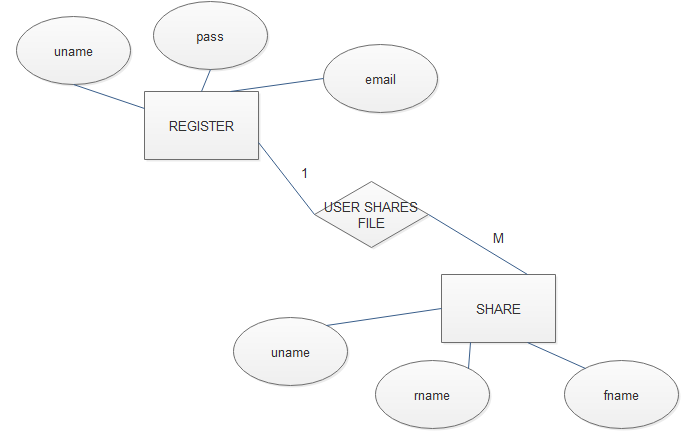 pass
uname
email
REGISTER
1
USER SHARES
FILE
M
SHARE
uname
rname
fname